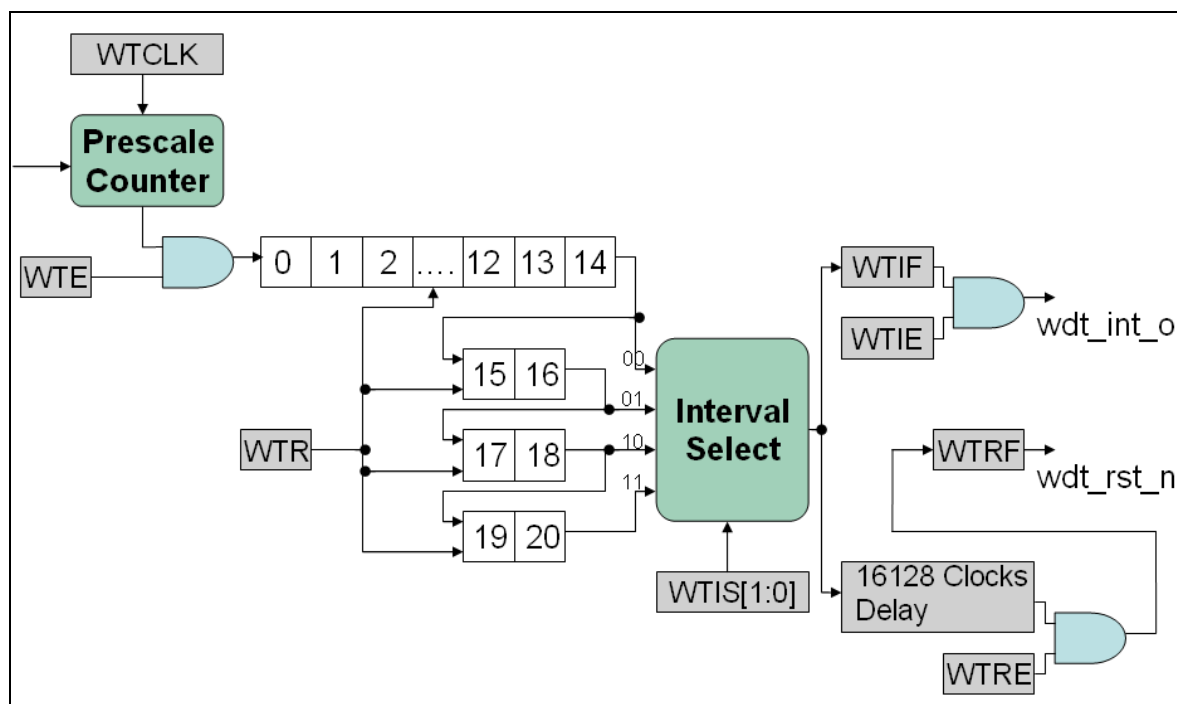 WTCLK
Prescale
Counter
WTE
0 1 2 .... 12 13 14
WTIF
WTIE
wdt_int_o
00
15 16
01
Interval
Select
WTR
17 18
10
WTRF
wdt_rst_n
11
19 20
WTIS[1:0]
16128 Clocks
Delay
WTRE